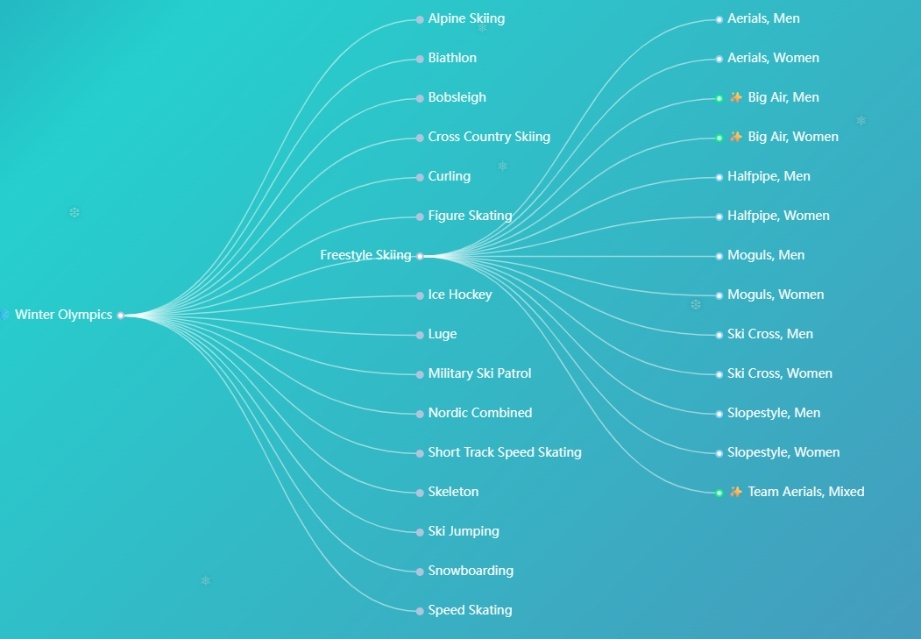 Winter Olympics
Alpine Skiing
Biathlon
Bobsleigh
Cross Country Skiing
Curling
Figure Skating
Freestyle Skiing
Ice Hockey
Luge
Military Ski Patrol
Nordic Combined
Short Track Speed Skating
Skeleton
Ski Jumping
Snowboarding
Speed Skating
Aerials, Men
Aerials, Women
✨ Big Air, Men
✨ Big Air, Women
Halfpipe, Men
Halfpipe, Women
Moguls, Men
Moguls, Women
Ski Cross, Men
Ski Cross, Women
Slopestyle, Men
Slopestyle, Women
✨ Team Aerials, Mixed